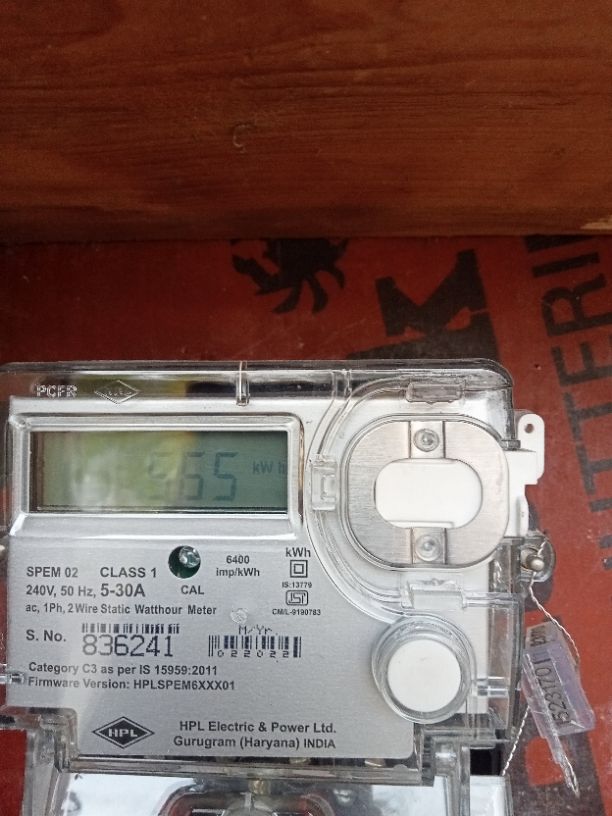 PCFR
HPL
565
kWh
SPEM 02 CLASS 1
240V, 50 Hz, 5-30A
ac, 1Ph, 2 Wire Static Watthour Meter
CAL
6400
imp/kWh
kWh
IS:13779
ISI
CM/L-9190783
S. No. 836241
M/Yr
022022
Category C3 as per IS 15959:2011
Firmware Version: HPLSPEM6XXX01
HPL
HPL Electric & Power Ltd.
Gurugram (Haryana) INDIA